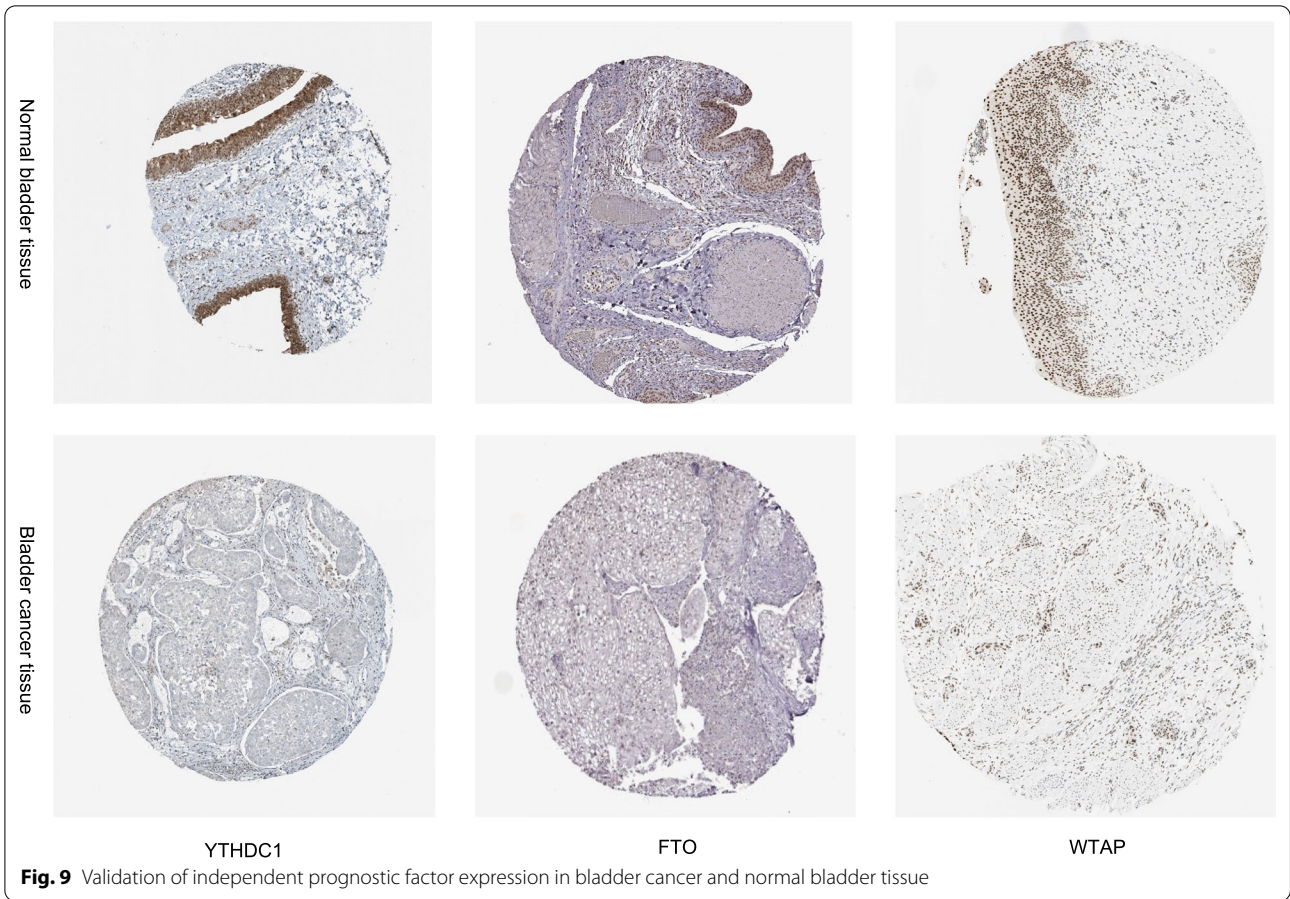 Normal bladder tissue
Bladder cancer tissue
YTHDC1
FTO
WTAP
Fig. 9 Validation of independent prognostic factor expression in bladder cancer and normal bladder tissue